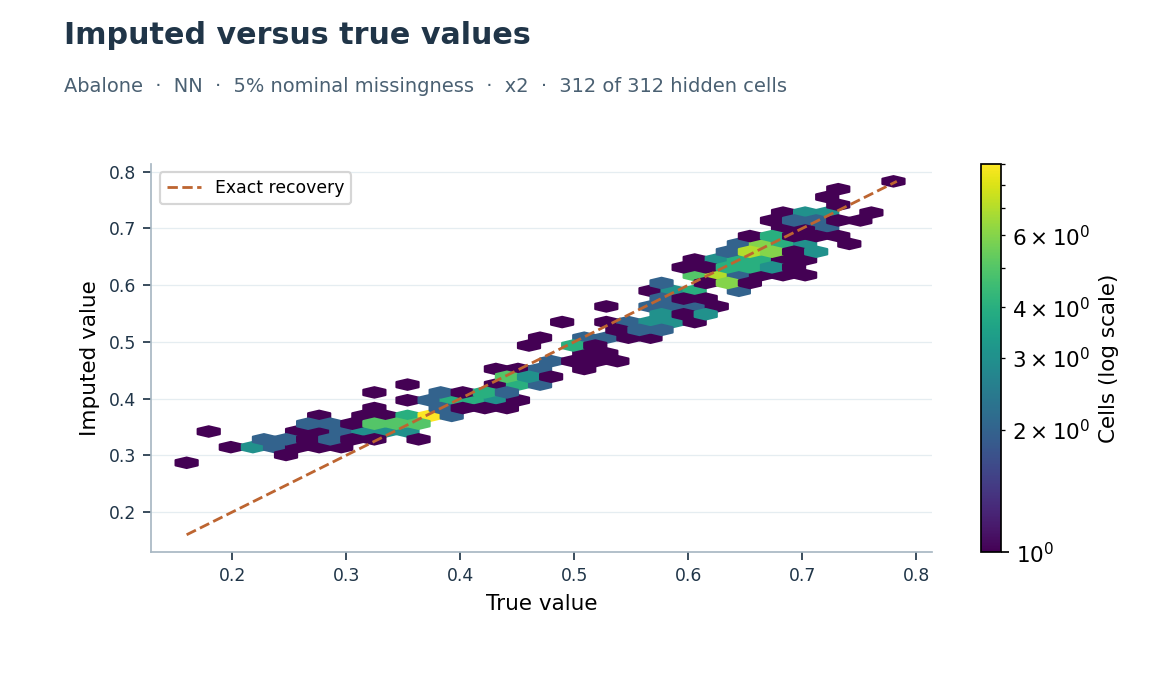 Imputed versus true values
Abalone · NN · 5% nominal missingness · x2 · 312 of 312 hidden cells
Exact recovery
0.8
0.7
0.6
0.5
0.4
0.3
0.2
Imputed value
0.2 0.3 0.4 0.5 0.6 0.7 0.8
True value
6 × 10⁰
4 × 10⁰
3 × 10⁰
2 × 10⁰
10⁰
Cells (log scale)